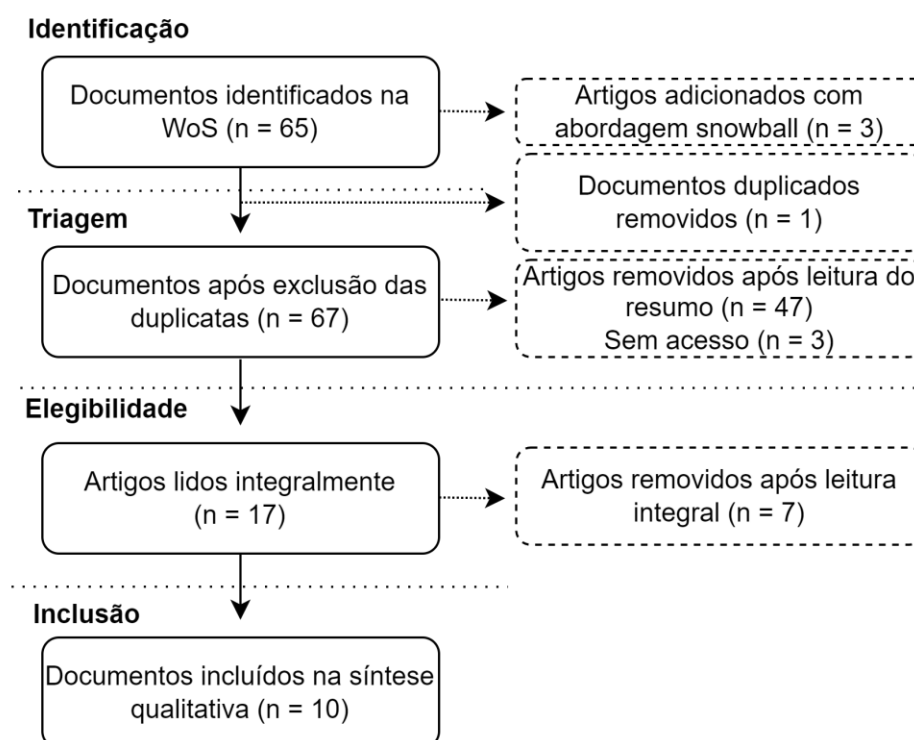 Identificação
Documentos identificados na
WoS (n = 65)
Artigos adicionados com
abordagem snowball (n = 3)
Documentos duplicados
removidos (n = 1)
Triagem
Documentos após exclusão das
duplicatas (n = 67)
Artigos removidos após leitura do
resumo (n = 47)
Sem acesso (n = 3)
Elegibilidade
Artigos lidos integralmente
(n = 17)
Artigos removidos após leitura
integral (n = 7)
Inclusão
Documentos incluídos na síntese
qualitativa (n = 10)